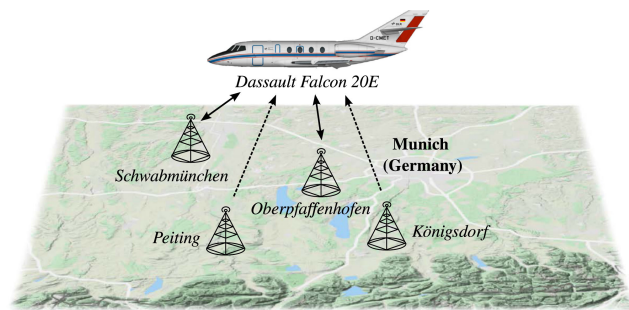 D-CMET
Dassault Falcon 20E
Munich
(Germany)
Schwabmünchen
Oberpfaffenhofen
Peiting
Königsdorf